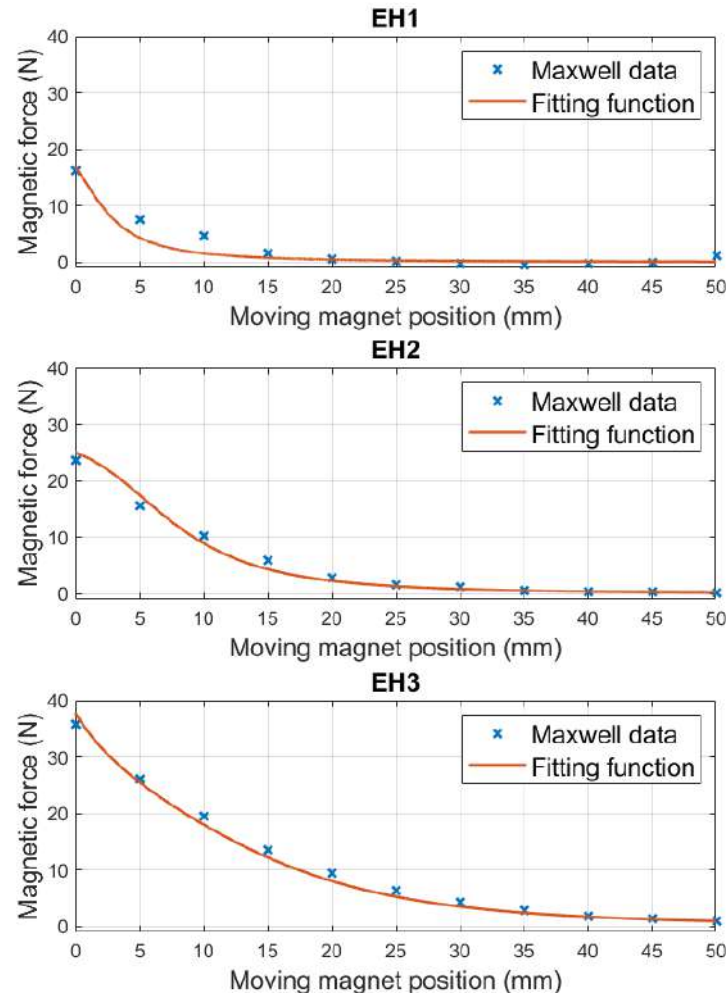 EH1
40
30
20
10
0
Magnetic force (N)
Maxwell data
Fitting function
0 5 10 15 20 25 30 35 40 45 50
Moving magnet position (mm)
EH2
40
30
20
10
0
Magnetic force (N)
Maxwell data
Fitting function
0 5 10 15 20 25 30 35 40 45 50
Moving magnet position (mm)
EH3
40
30
20
10
0
Magnetic force (N)
Maxwell data
Fitting function
0 5 10 15 20 25 30 35 40 45 50
Moving magnet position (mm)